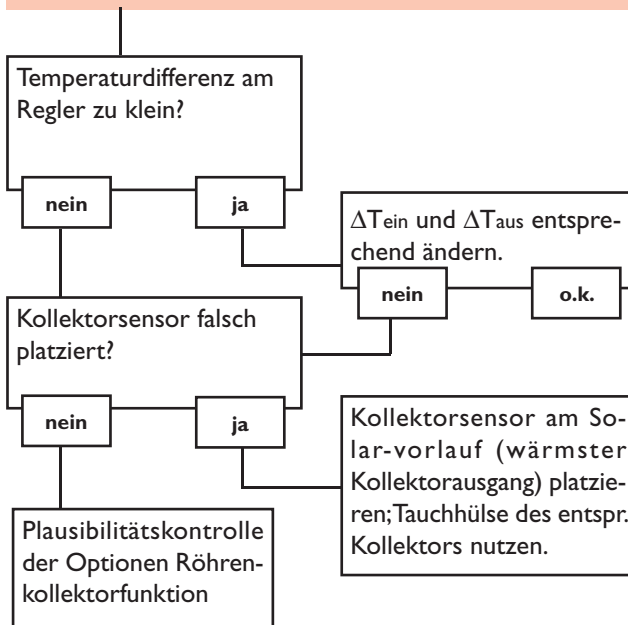 Temperaturdifferenz am
Regler zu klein?
nein
ja
ΔTein und ΔTaus entspre-
chend ändern.
nein
o.k.
Kollektorsensor falsch
platziert?
nein
ja
Kollektorsensor am So-
lar-vorlauf (wärmster
Kollektorausgang) platzie-
ren;Tauchhülse des entspr.
Kollektors nutzen.
Plausibilitätskontrolle
der Optionen Röhren-
kollektorfunktion